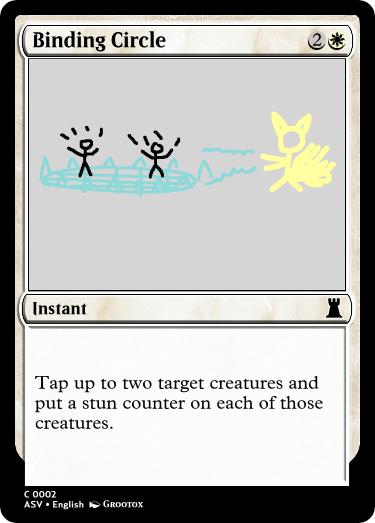 Binding Circle 2
Instant
Tap up to two target creatures and
put a stun counter on each of those
creatures.
C 0002
ASV • English Grootox